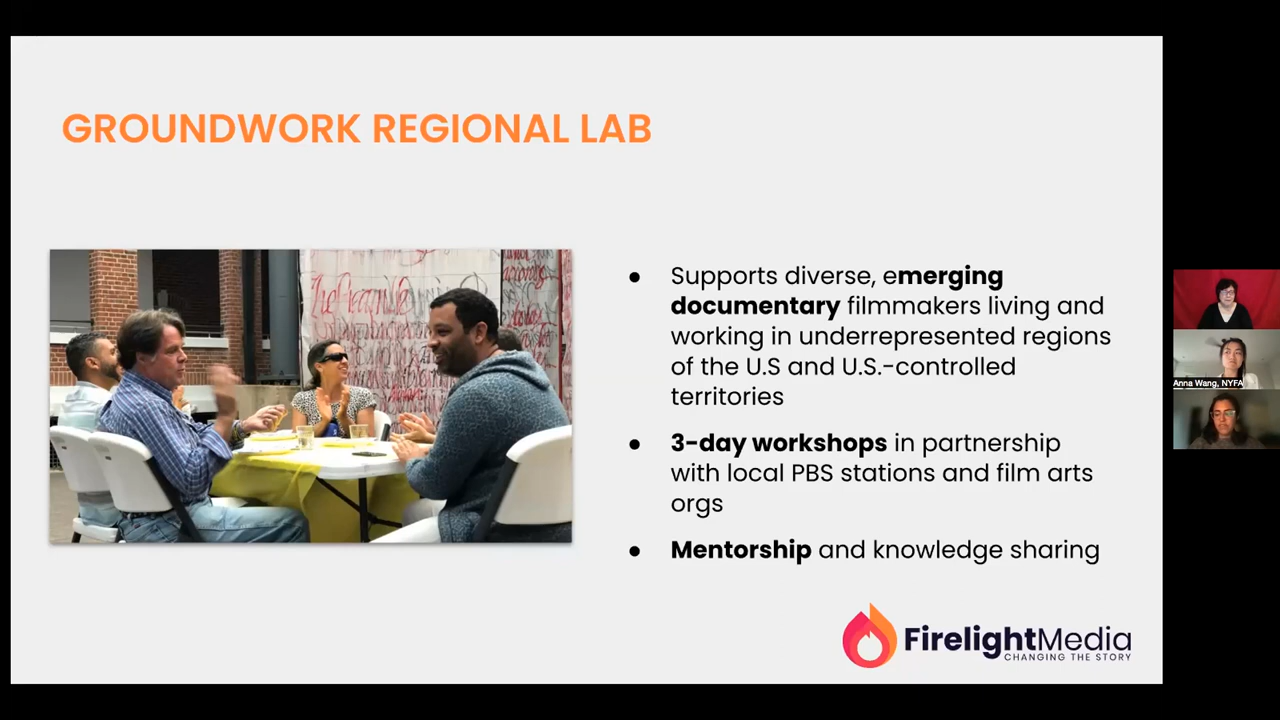 GROUNDWORK REGIONAL LAB
● Supports diverse, emerging
documentary filmmakers living and
working in underrepresented regions
of the U.S and U.S.-controlled
territories
● 3-day workshops in partnership
with local PBS stations and film arts
orgs
● Mentorship and knowledge sharing
FirelightMedia
CHANGING THE STORY
Anna Wang, NYFA